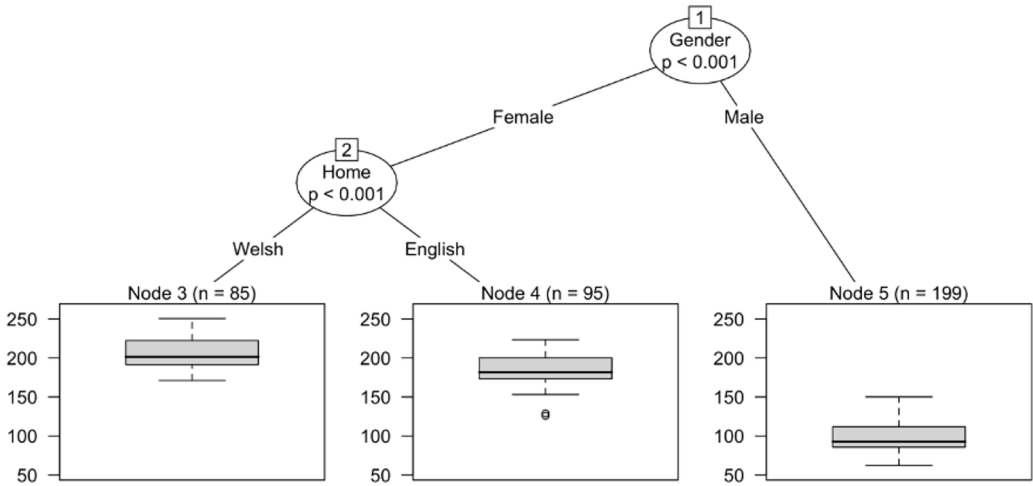 1
Gender
p < 0.001
Female
Male
2
Home
p < 0.001
Welsh
English
Node 3 (n = 85)
250
200
150
100
50
Node 4 (n = 95)
250
200
150
100
50
Node 5 (n = 199)
250
200
150
100
50